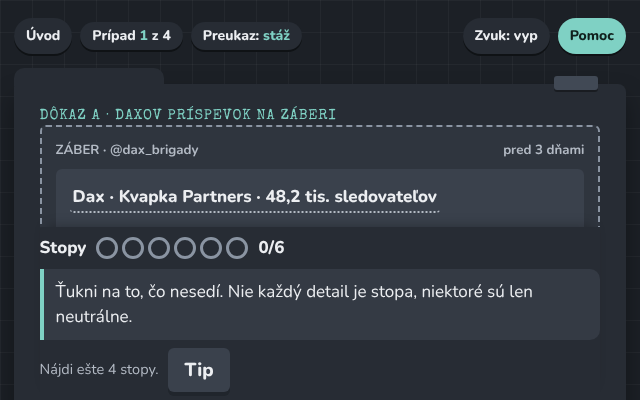 Úvod
Prípad 1 z 4
Preukaz: stáž
Zvuk: vyp
Pomoc
DÔKAZ A · DAXOV PRÍSPEVOK NA ZÁBERI
ZÁBER · @dax_brigady
pred 3 dňami
Dax · Kvapka Partners · 48,2 tis. sledovateľov
Stopy
0/6
Ťukni na to, čo nesedí. Nie každý detail je stopa, niektoré sú len
neutrálne.
Nájdi ešte 4 stopy.
Tip